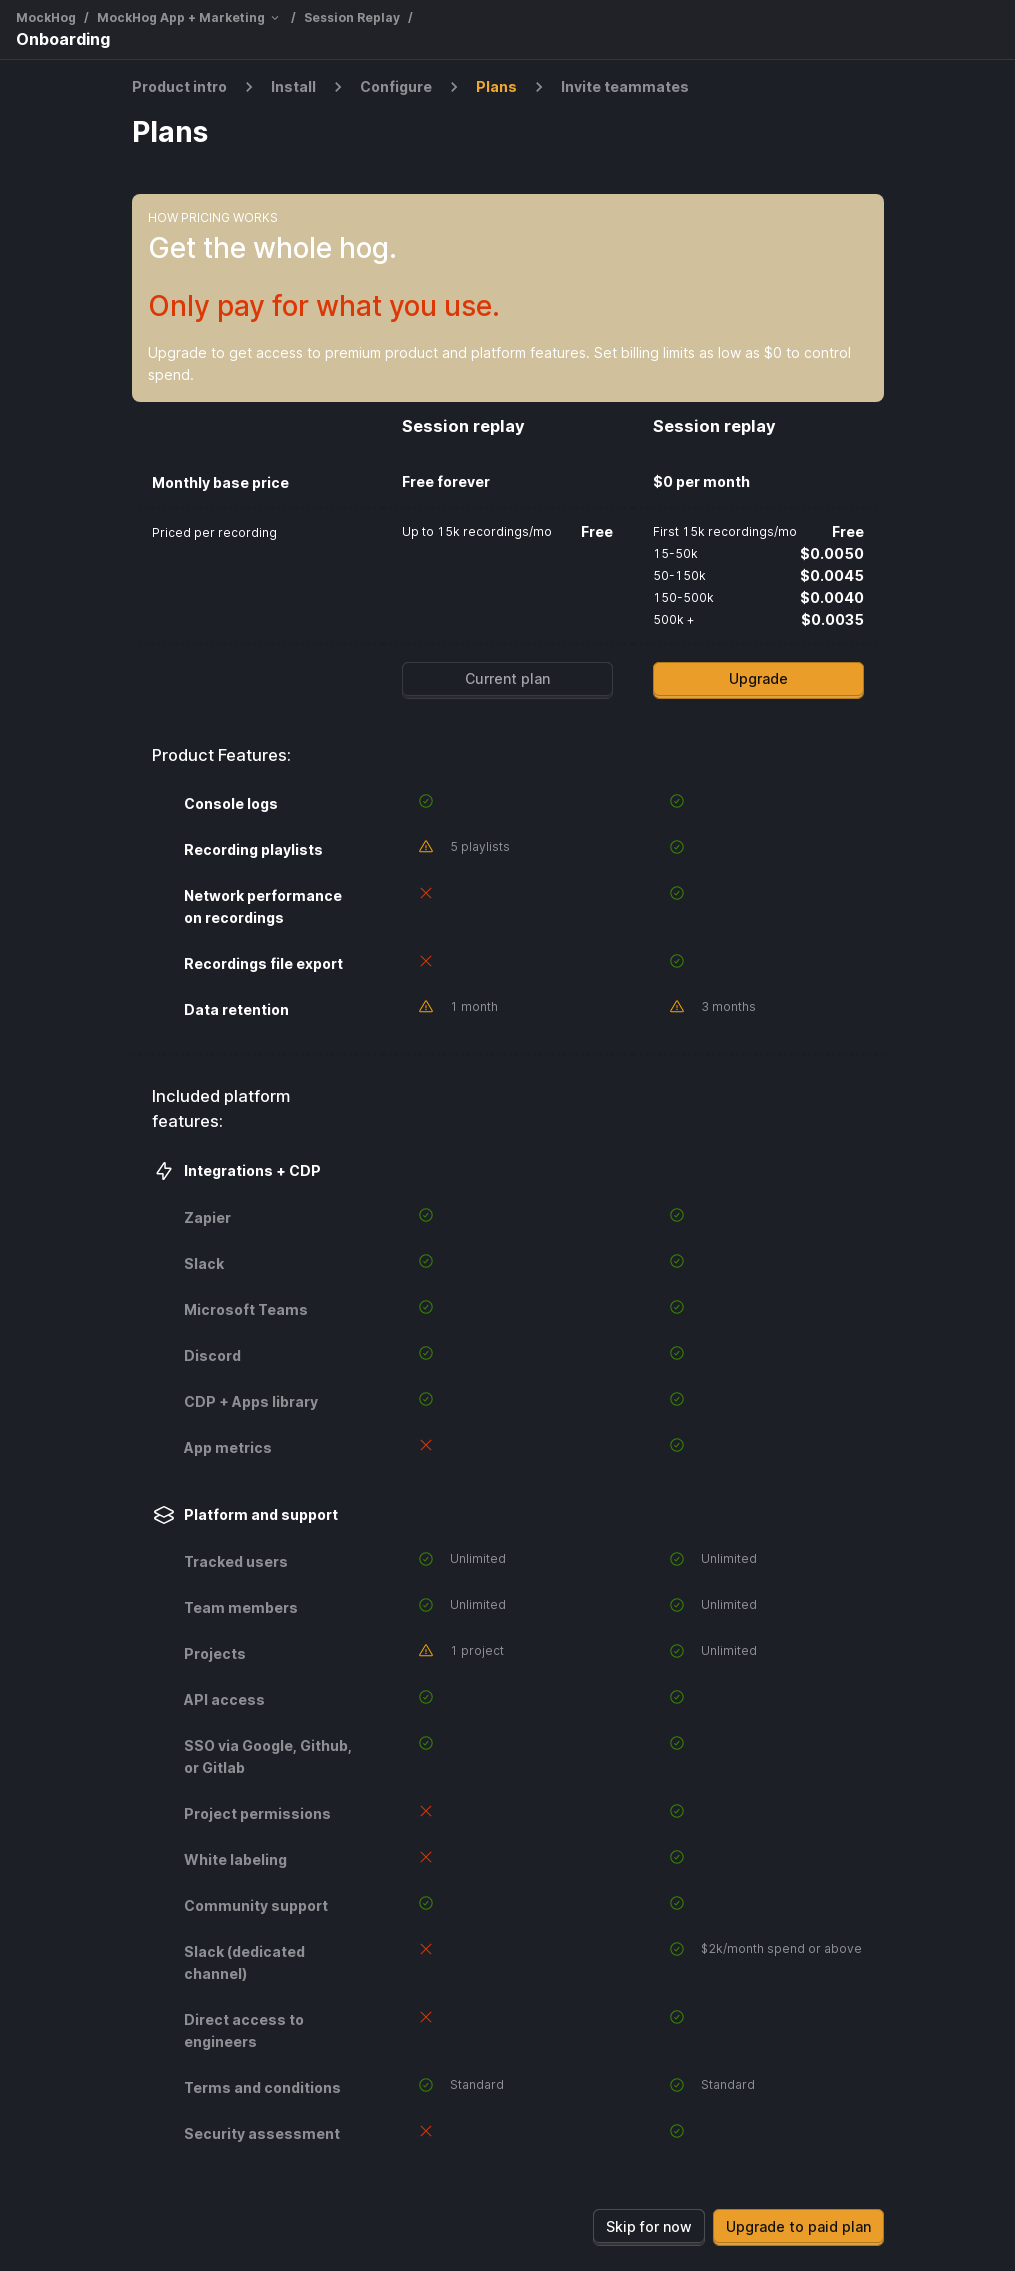 MockHog / MockHog App + Marketing / Session Replay /
Onboarding
Product intro > Install > Configure > Plans > Invite teammates
Plans
HOW PRICING WORKS
Get the whole hog.
Only pay for what you use.
Upgrade to get access to premium product and platform features. Set billing limits as low as $0 to control
spend.
Session replay Session replay
Monthly base price Free forever $0 per month
Priced per recording Up to 15k recordings/mo Free First 15k recordings/mo Free
15-50k $0.0050
50-150k $0.0045
150-500k $0.0040
500k + $0.0035
Current plan Upgrade
Product Features:
Console logs
Recording playlists 5 playlists
Network performance
on recordings
Recordings file export
Data retention 1 month 3 months
Included platform
features:
Integrations + CDP
Zapier
Slack
Microsoft Teams
Discord
CDP + Apps library
App metrics
Platform and support
Tracked users Unlimited Unlimited
Team members Unlimited Unlimited
Projects 1 project Unlimited
API access
SSO via Google, Github,
or Gitlab
Project permissions
White labeling
Community support
Slack (dedicated $2k/month spend or above
channel)
Direct access to
engineers
Terms and conditions Standard Standard
Security assessment
Skip for now Upgrade to paid plan